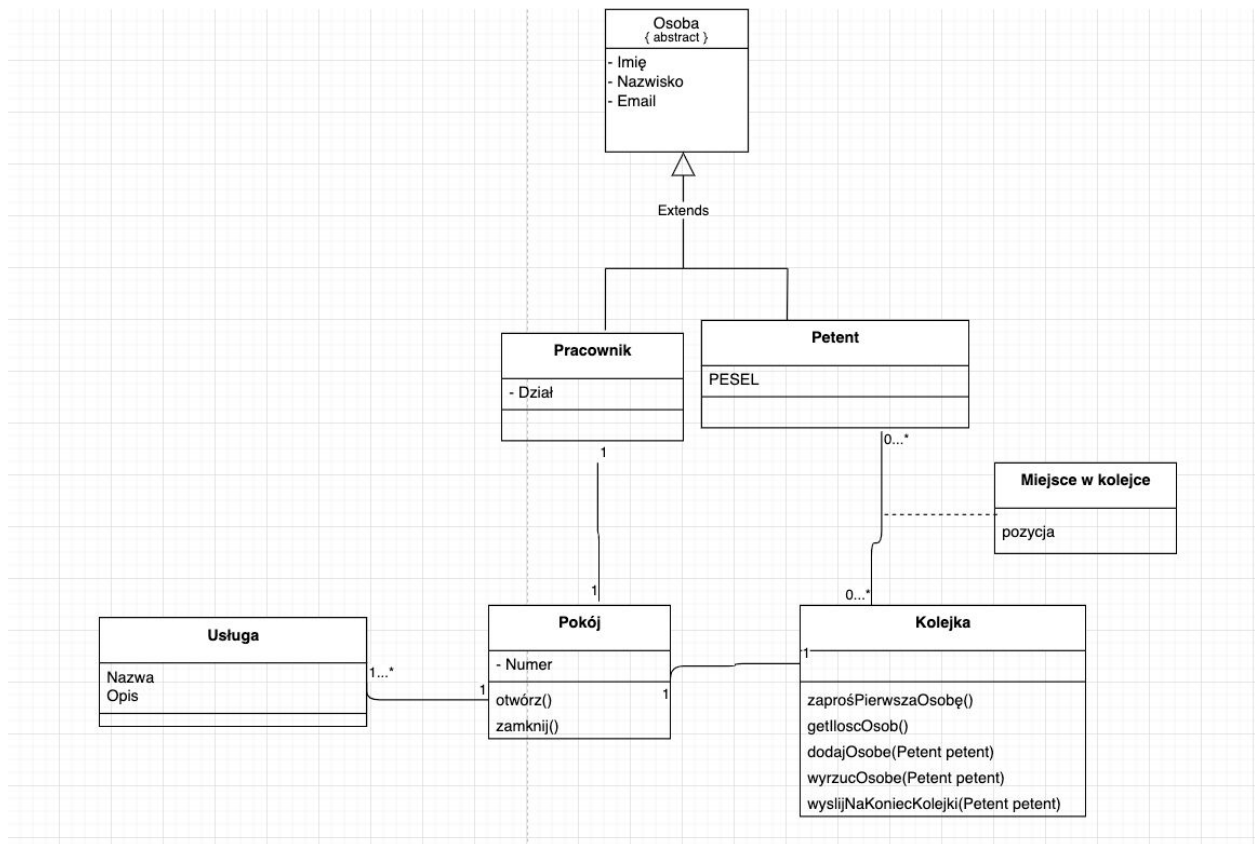 Osoba
{ abstract }
- Imię
- Nazwisko
- Email
Extends
Pracownik
- Dział
1
1
Petent
PESEL
0...*
0...*
Miejsce w kolejce
pozycja
Usługa
Nazwa
Opis
1...*
1
Pokój
- Numer
otwórz()
zamknij()
1
1
Kolejka
zaprośPierwszaOsobę()
getIloscOsob()
dodajOsobe(Petent petent)
wyrzucOsobe(Petent petent)
wyslijNaKoniecKolejki(Petent petent)